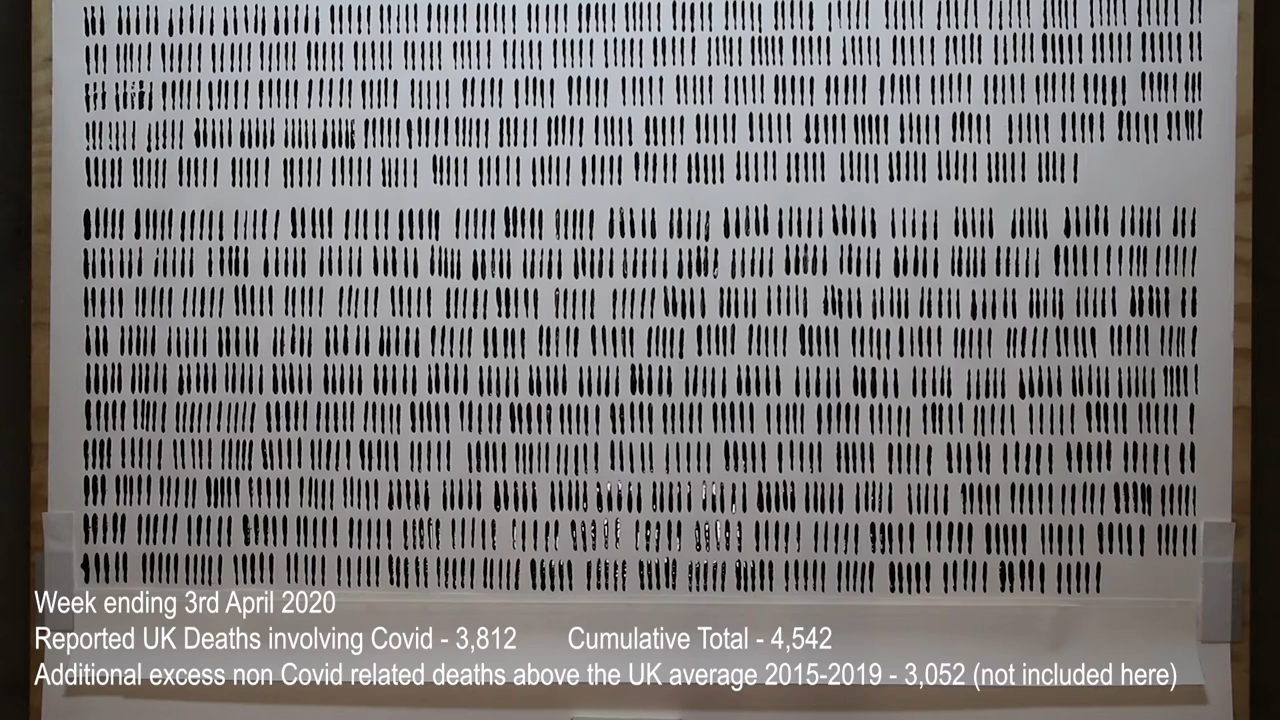 Week ending 3rd April 2020
Reported UK Deaths involving Covid - 3,812 Cumulative Total - 4,542
Additional excess non Covid related deaths above the UK average 2015-2019 - 3,052 (not included here)